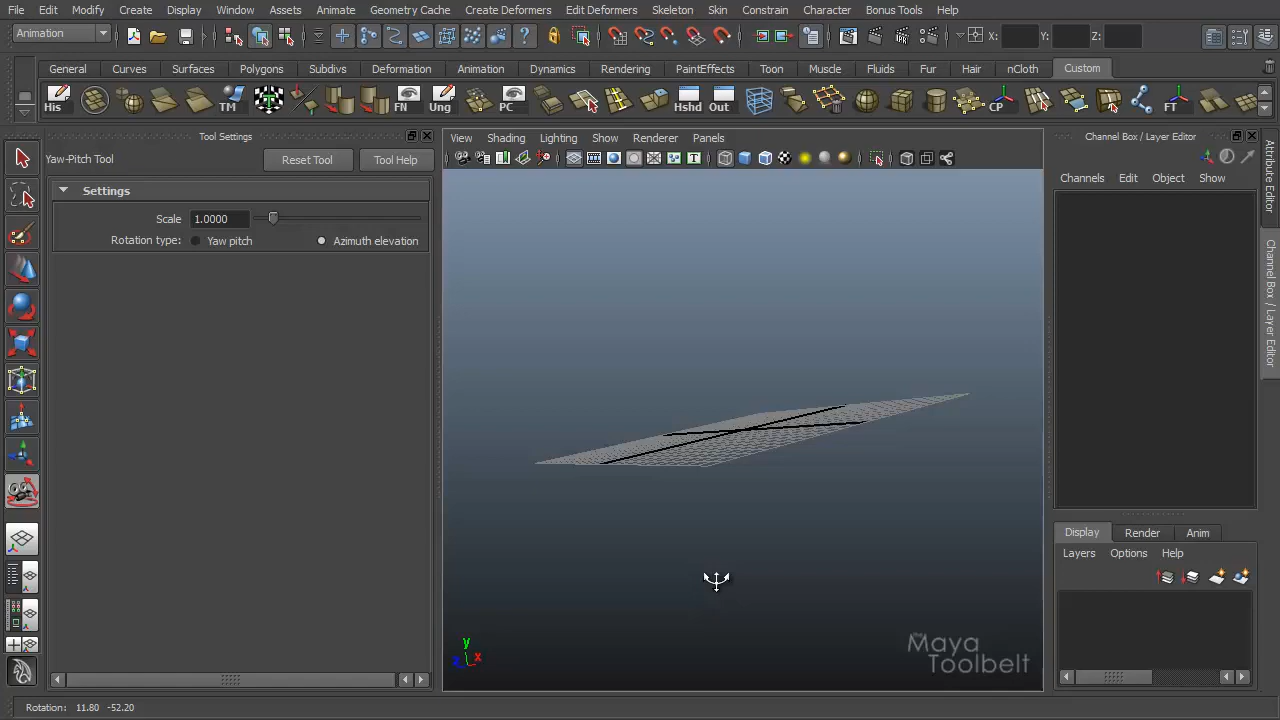 File Edit Modify Create Display Window Assets Animate Geometry Cache Create Deformers Edit Deformers Skeleton Skin Constrain Character Bonus Tools Help
Animation X: Y: Z:
General Curves Surfaces Polygons Subdivs Deformation Animation Dynamics Rendering PaintEffects Toon Muscle Fluids Fur Hair nCloth Custom
His TM FN Ung PC Hshd Out CP FT
Tool Settings
Yaw-Pitch Tool Reset Tool Tool Help
Settings
Scale 1.0000
Rotation type: Yaw pitch Azimuth elevation
View Shading Lighting Show Renderer Panels
Channel Box / Layer Editor
Channels Edit Object Show
Attribute Editor
Channel Box / Layer Editor
Display Render Anim
Layers Options Help
y
z x
the Maya
Toolbelt
Rotation: 11.80 -52.20